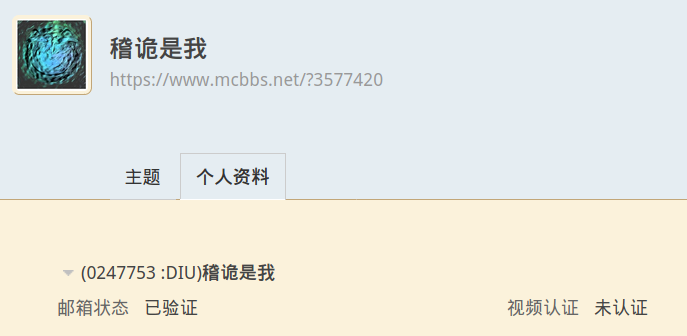 稽诡是我
https://www.mcbbs.net/?3577420
主题 个人资料
(0247753 :DIU)稽诡是我
邮箱状态 已验证 视频认证 未认证